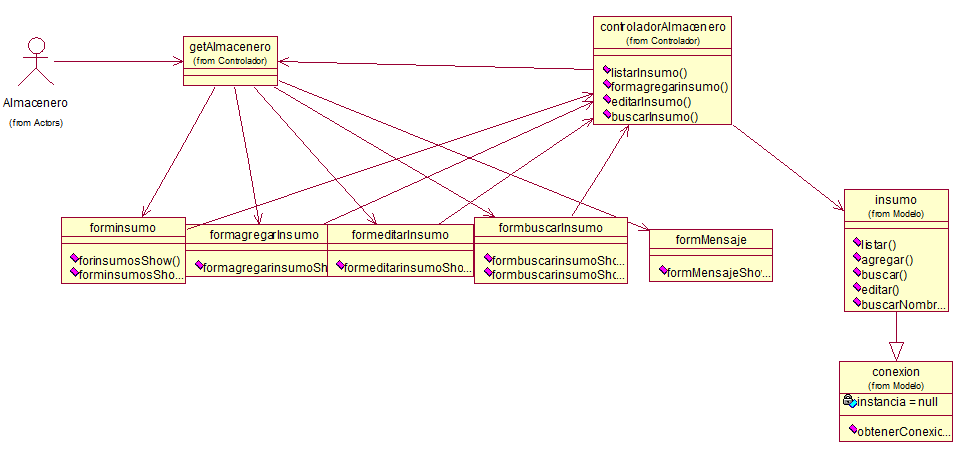 Almacenero
(from Actors)
getAlmacenero
(from Controlador)
controladorAlmacenero
(from Controlador)
listarInsumo()
formagregarinsumo()
editarInsumo()
buscarInsumo()
forminsumo
forinsumosShow()
forminsumosSho...
formagregarInsumo
formagregarinsumoSh
formeditarInsumo
formeditarinsumoSho...
formbuscarInsumo
formbuscarinsumoSho...
formbuscarinsumoSho...
formMensaje
formMensajeSho...
insumo
(from Modelo)
listar()
agregar()
buscar()
editar()
buscarNombr...
conexion
(from Modelo)
instancia = null
obtenerConexic...